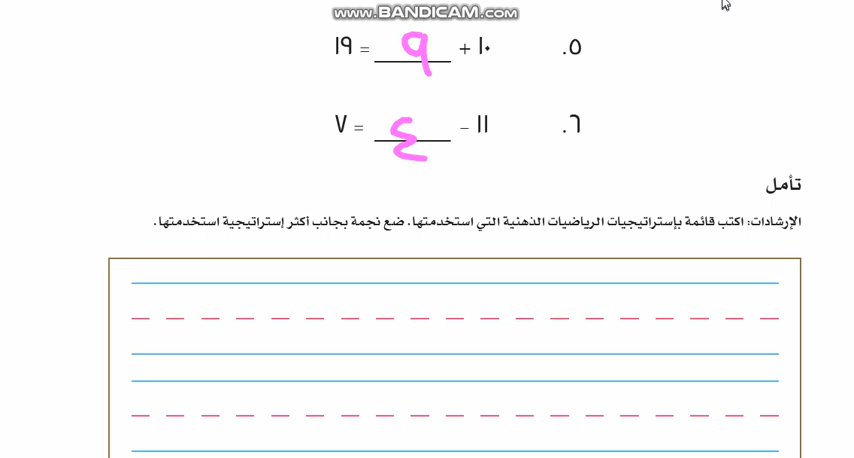 www.BANDICAM.com
٥. ١٠ + ٩ = ١٩
٦. ١١ − ٤ = ٧
تأمل
الإرشادات: اكتب قائمة بإستراتيجيات الرياضيات الذهنية التي استخدمتها. ضع نجمة بجانب أكثر إستراتيجية استخدمتها.